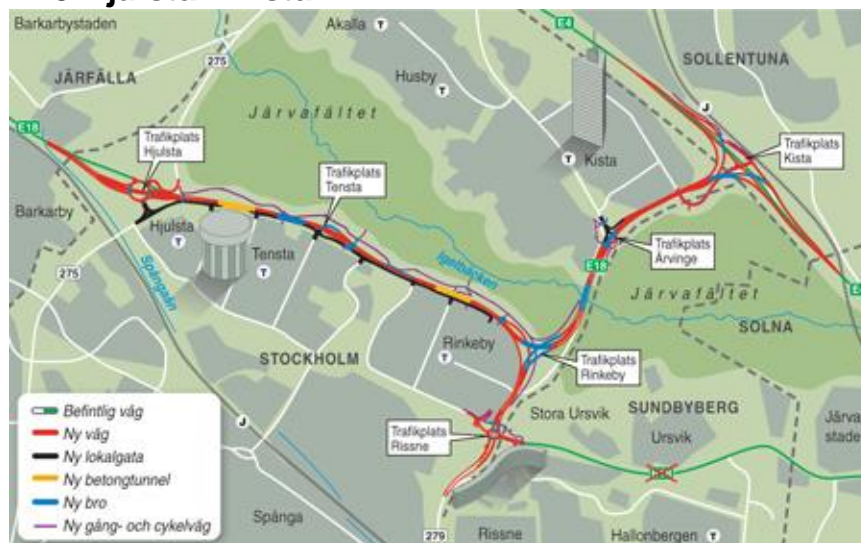 Barkarbystaden
Akalla
T
E4
SOLLENTUNA
275
Husby
T
JÄRFÄLLA
Järvafältet
J
E18
Trafikplats
Hjulsta
Trafikplats
Kista
T
Kista
Trafikplats
Tensta
Barkarby
Hjulsta
T
Tensta
T
Trafikplats
Ärvinge
E18
Igelbäcken
275
Spångaån
Järvafältet
SOLNA
STOCKHOLM
Rinkeby
T
Trafikplats
Rinkeby
Befintlig väg
Ny väg
Ny lokalgata
Ny betongtunnel
Ny bro
Ny gång- och cykelväg
J
Trafikplats
Rissne
Stora Ursvik
SUNDBYBERG
Ursvik
Järva
stade
Spånga
279
Rissne
Hallonbergen
T